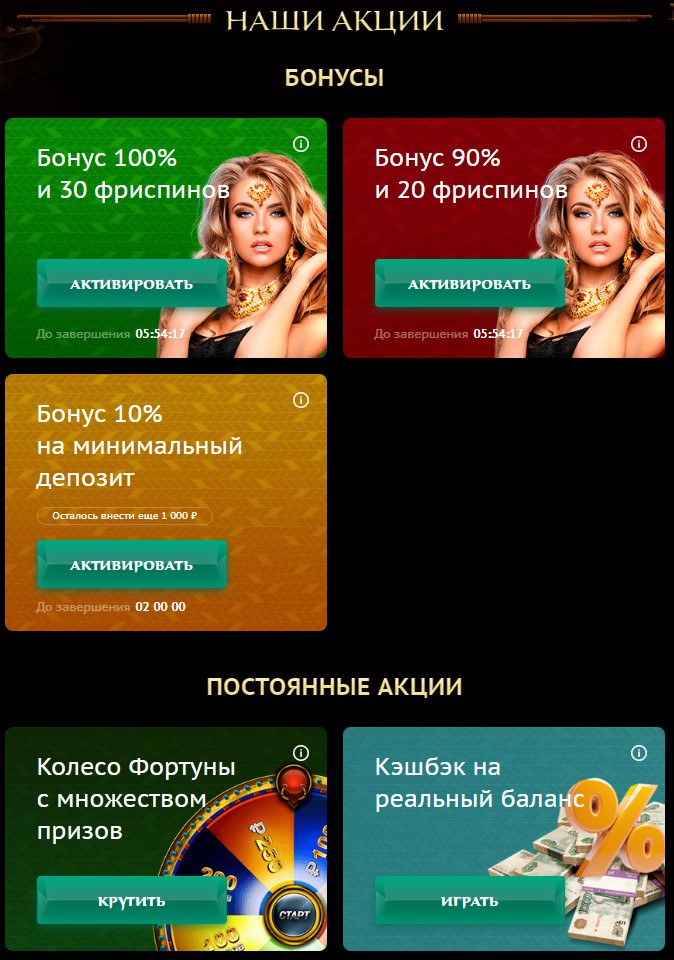 НАШИ АКЦИИ
БОНУСЫ
Бонус 100%
и 30 фриспинов
АКТИВИРОВАТЬ
До завершения 05:54:17
Бонус 90%
и 20 фриспинов
АКТИВИРОВАТЬ
До завершения 05:54:17
Бонус 10%
на минимальный
депозит
Осталось внести еще 1 000 ₽
АКТИВИРОВАТЬ
До завершения 02 00 00
ПОСТОЯННЫЕ АКЦИИ
Колесо Фортуны
с множеством
призов
₽250
200
100
СТАРТ
КРУТИТЬ
Кэшбэк на
реальный баланс
%
ИГРАТЬ